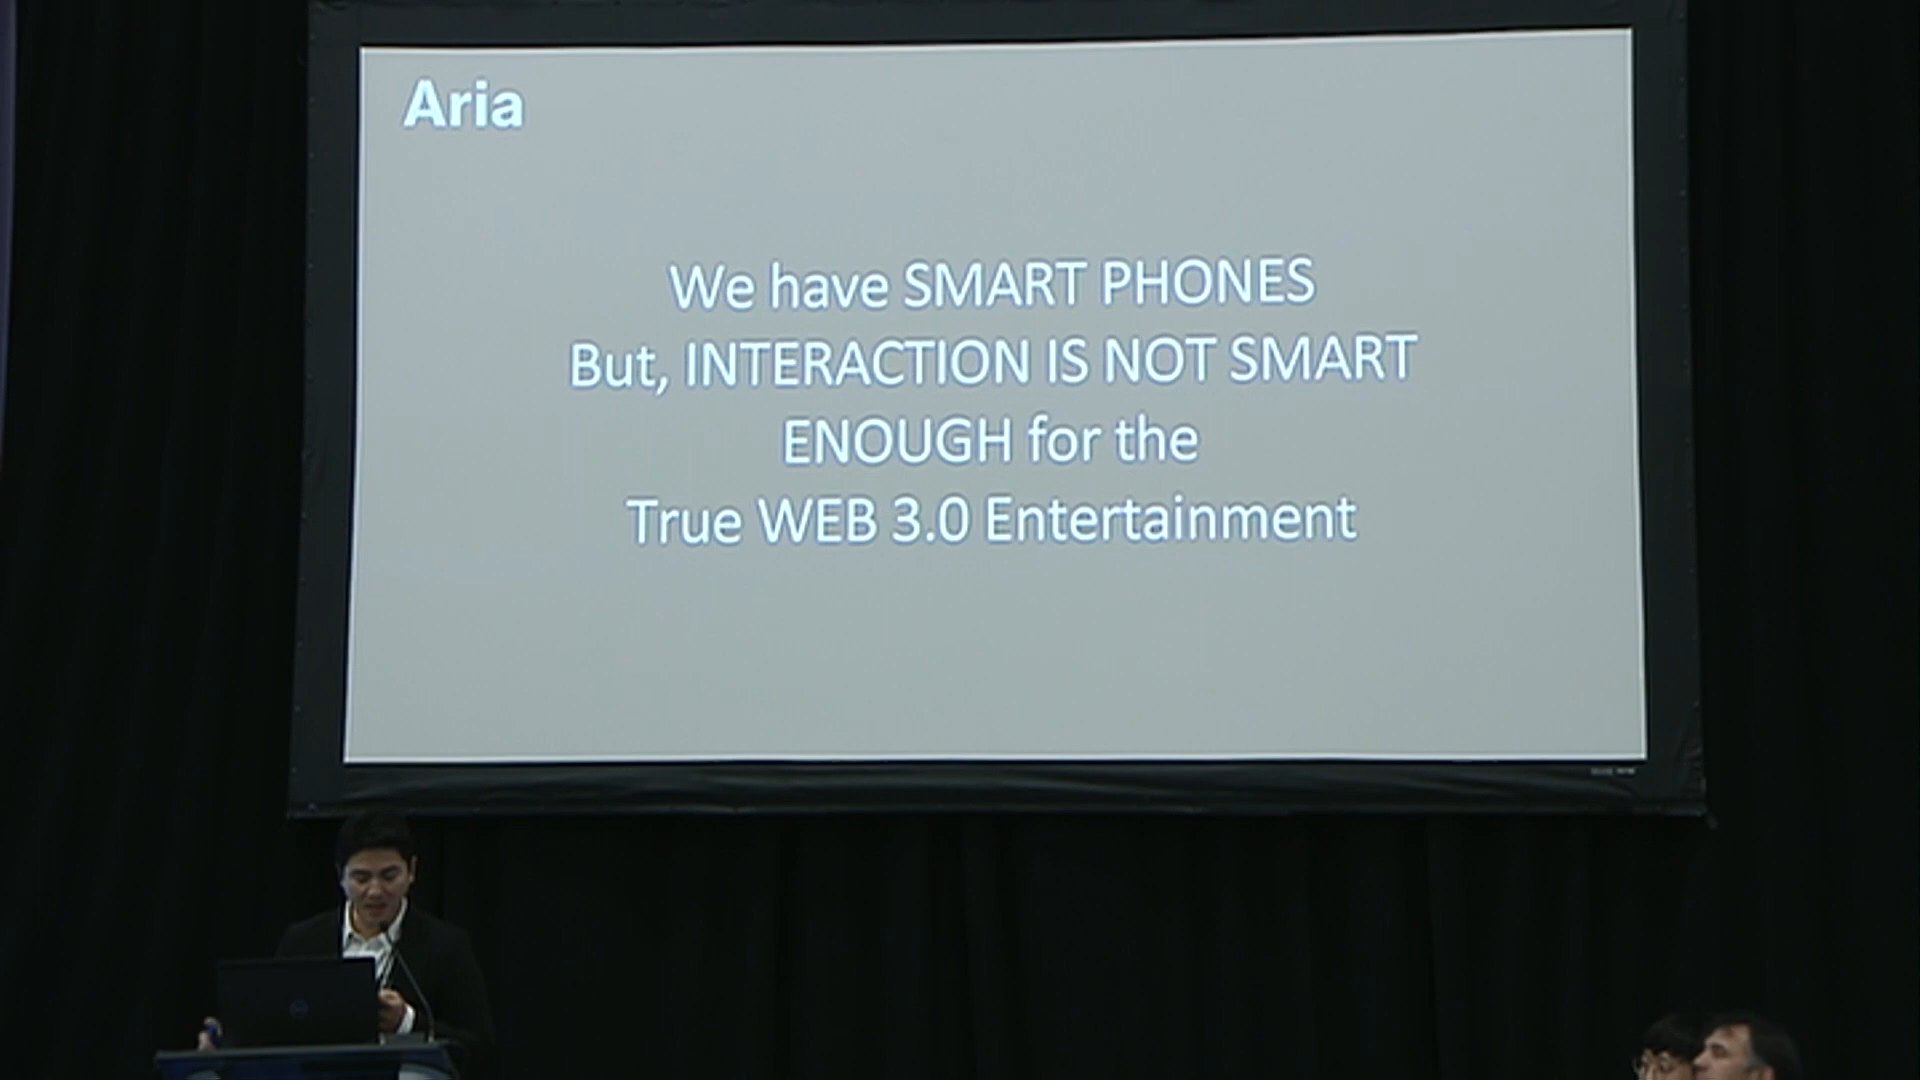 Aria
We have SMART PHONES
But, INTERACTION IS NOT SMART
ENOUGH for the
True WEB 3.0 Entertainment